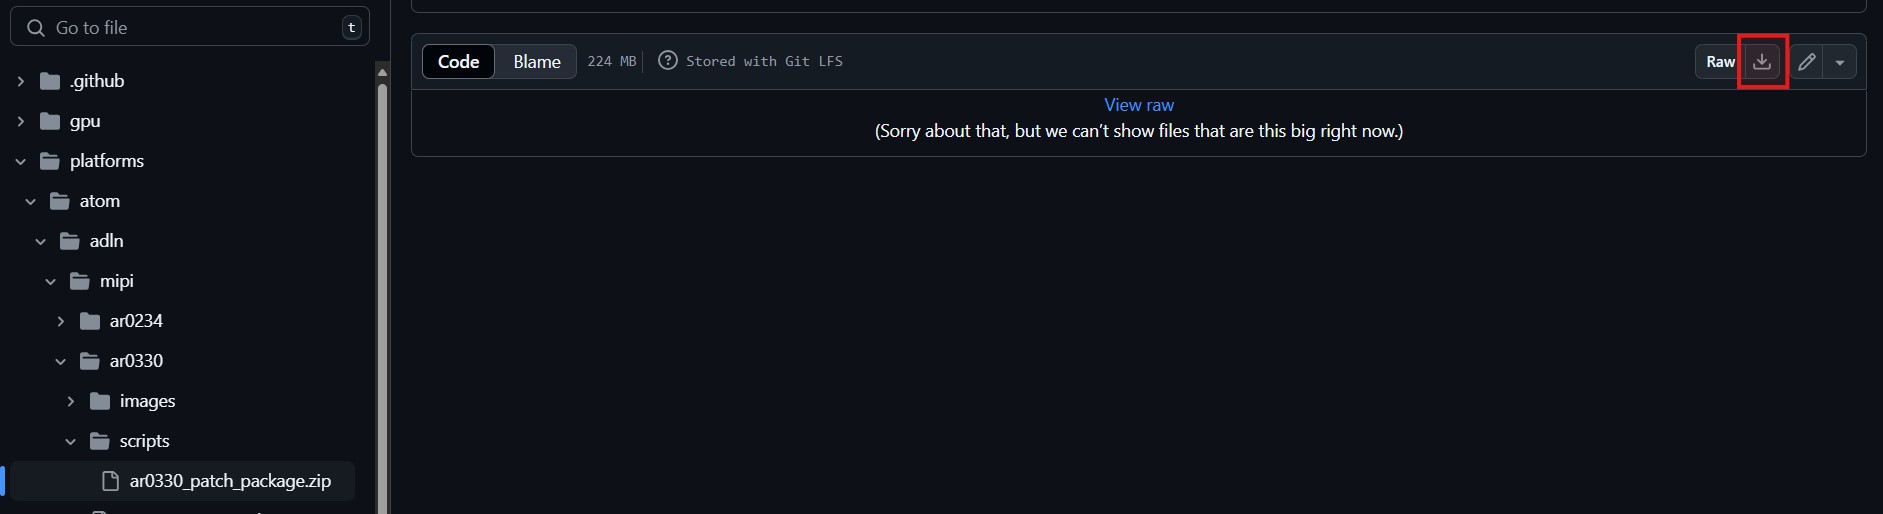 Go to file
t
.github
gpu
platforms
atom
adln
mipi
ar0234
ar0330
images
scripts
ar0330_patch_package.zip
Code
Blame
224 MB
Stored with Git LFS
Raw
View raw
(Sorry about that, but we can’t show files that are this big right now.)